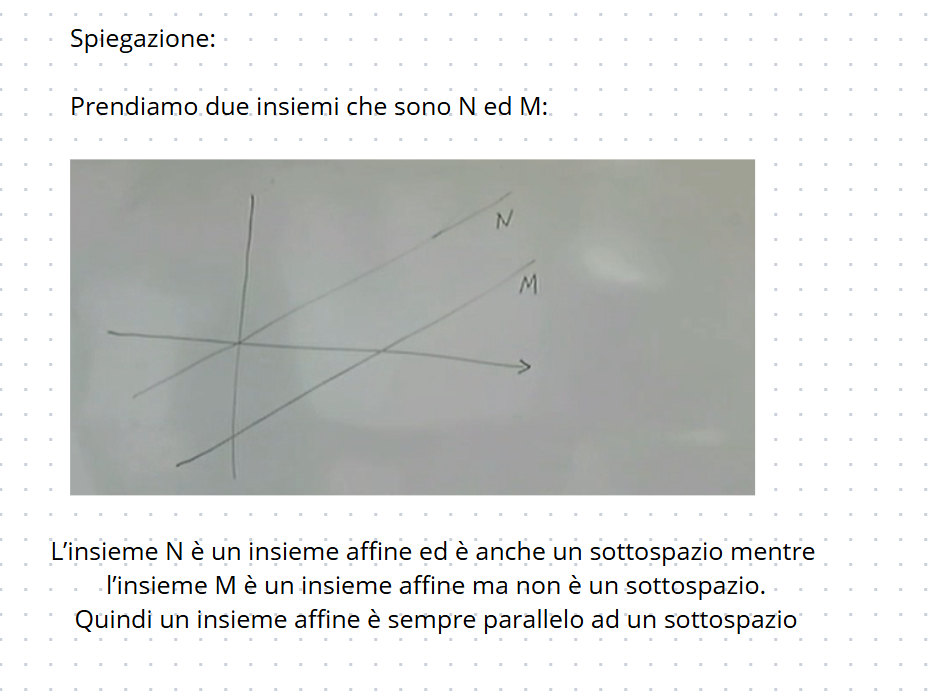 Spiegazione:
Prendiamo due insiemi che sono N ed M:
N
M
L'insieme N è un insieme affine ed è anche un sottospazio mentre
l'insieme M è un insieme affine ma non è un sottospazio.
Quindi un insieme affine è sempre parallelo ad un sottospazio